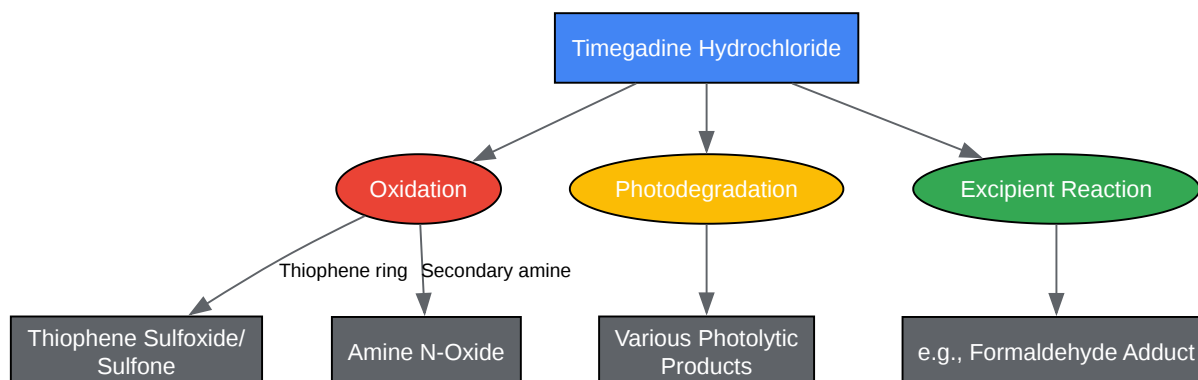 Timegadine Hydrochloride
Oxidation
Photodegradation
Excipient Reaction
Thiophene ring
Secondary amine
Thiophene Sulfoxide/
Sulfone
Amine N-Oxide
Various Photolytic
Products
e.g., Formaldehyde Adduct